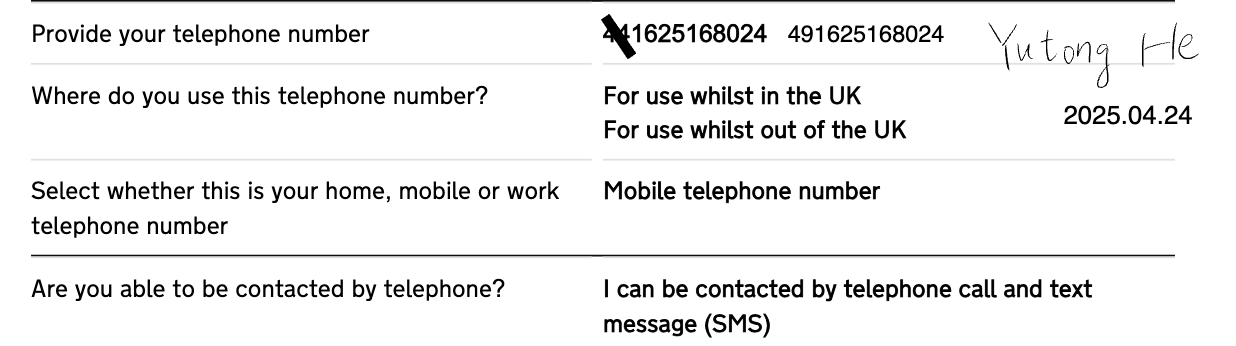 Provide your telephone number
441625168024 491625168024 Yutong He
Where do you use this telephone number?
For use whilst in the UK
For use whilst out of the UK
2025.04.24
Select whether this is your home, mobile or work
telephone number
Mobile telephone number
Are you able to be contacted by telephone?
I can be contacted by telephone call and text
message (SMS)